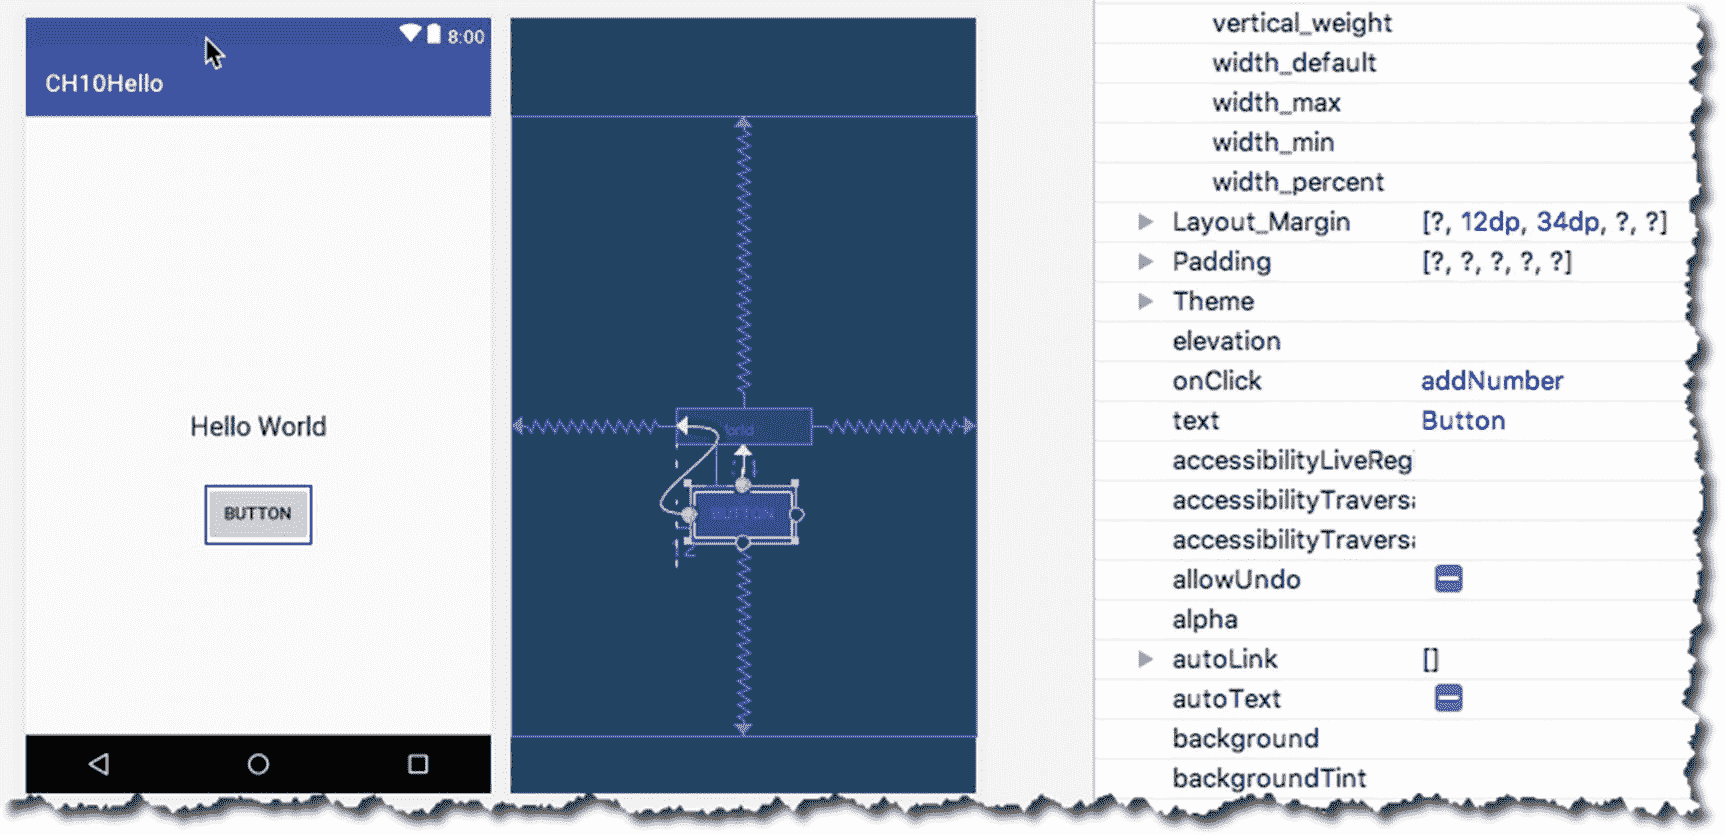 8:00
CH10Hello
Hello World
BUTTON
BUTTON
vertical_weight
width_default
width_max
width_min
width_percent
Layout_Margin [?, 12dp, 34dp, ?, ?]
Padding [?, ?, ?, ?, ?]
Theme
elevation
onClick addNumber
text Button
accessibilityLiveReg
accessibilityTravers
accessibilityTravers
allowUndo
alpha
autoLink []
autoText
background
backgroundTint